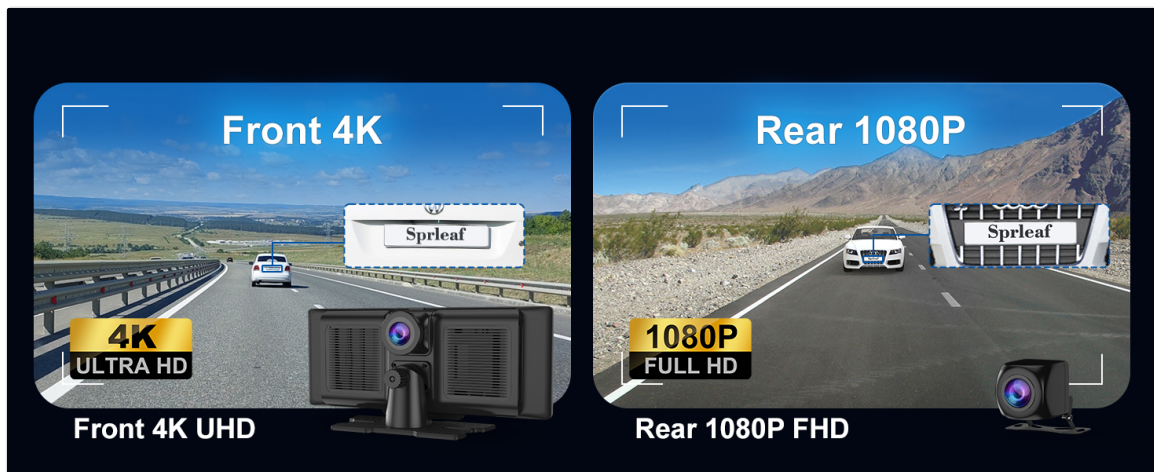 Front 4K
Sprleaf
4K
ULTRA HD
Front 4K UHD
Rear 1080P
Sprleaf
1080P
FULL HD
Rear 1080P FHD